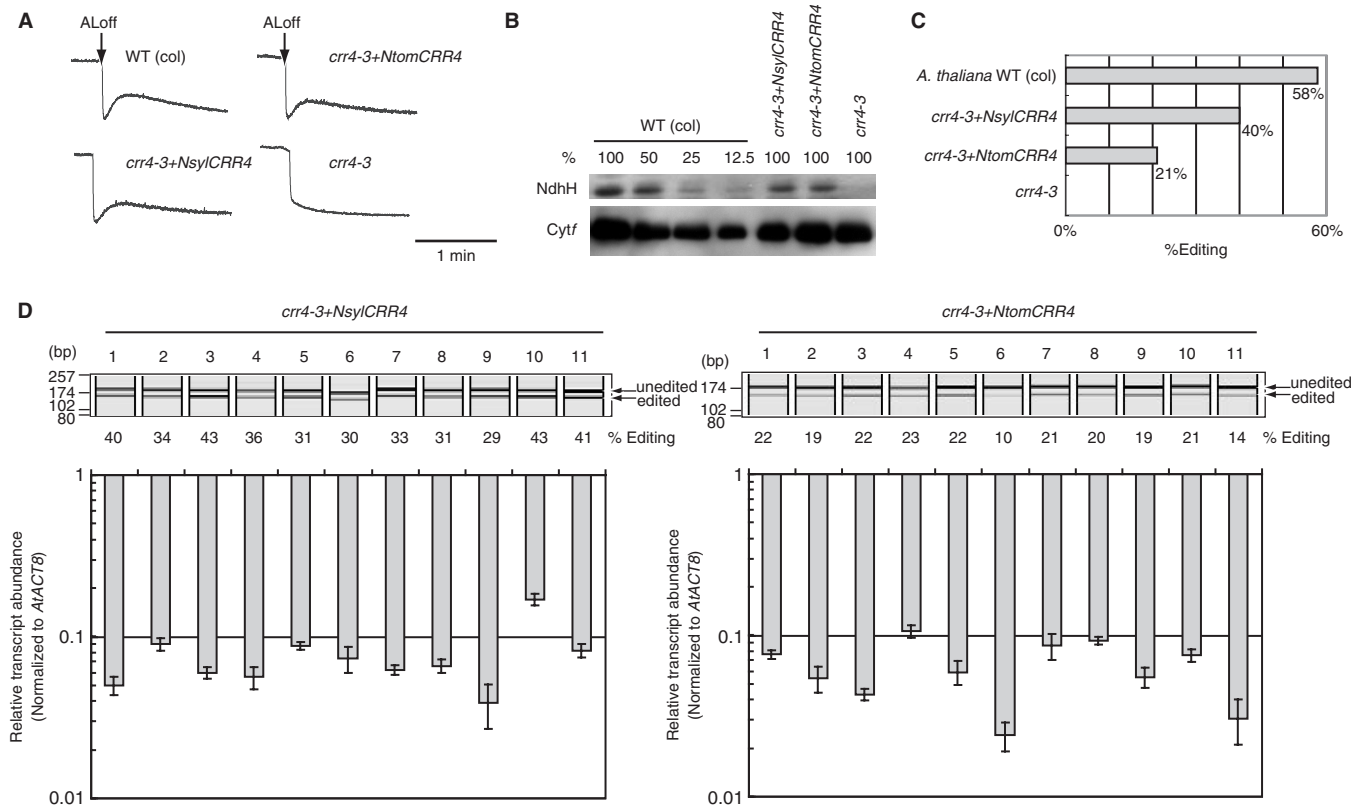 A
ALoff
WT (col)
ALoff
crr4-3+NtomCRR4
crr4-3+NsylCRR4
crr4-3
1 min
B
crr4-3+NsylCRR4
crr4-3+NtomCRR4
crr4-3
WT (col)
% 100 50 25 12.5 100 100 100
NdhH
Cytf
C
A. thaliana WT (col)
58%
crr4-3+NsylCRR4
40%
crr4-3+NtomCRR4
21%
crr4-3
0% 60%
%Editing
D
crr4-3+NsylCRR4
(bp) 1 2 3 4 5 6 7 8 9 10 11
257
174
102
80
unedited
edited
40 34 43 36 31 30 33 31 29 43 41 % Editing
Relative transcript abundance
(Normalized to AtACT8)
1
0.1
0.01
crr4-3+NtomCRR4
(bp) 1 2 3 4 5 6 7 8 9 10 11
174
102
80
unedited
edited
22 19 22 23 22 10 21 20 19 21 14 % Editing
Relative transcript abundance
(Normalized to AtACT8)
1
0.1
0.01